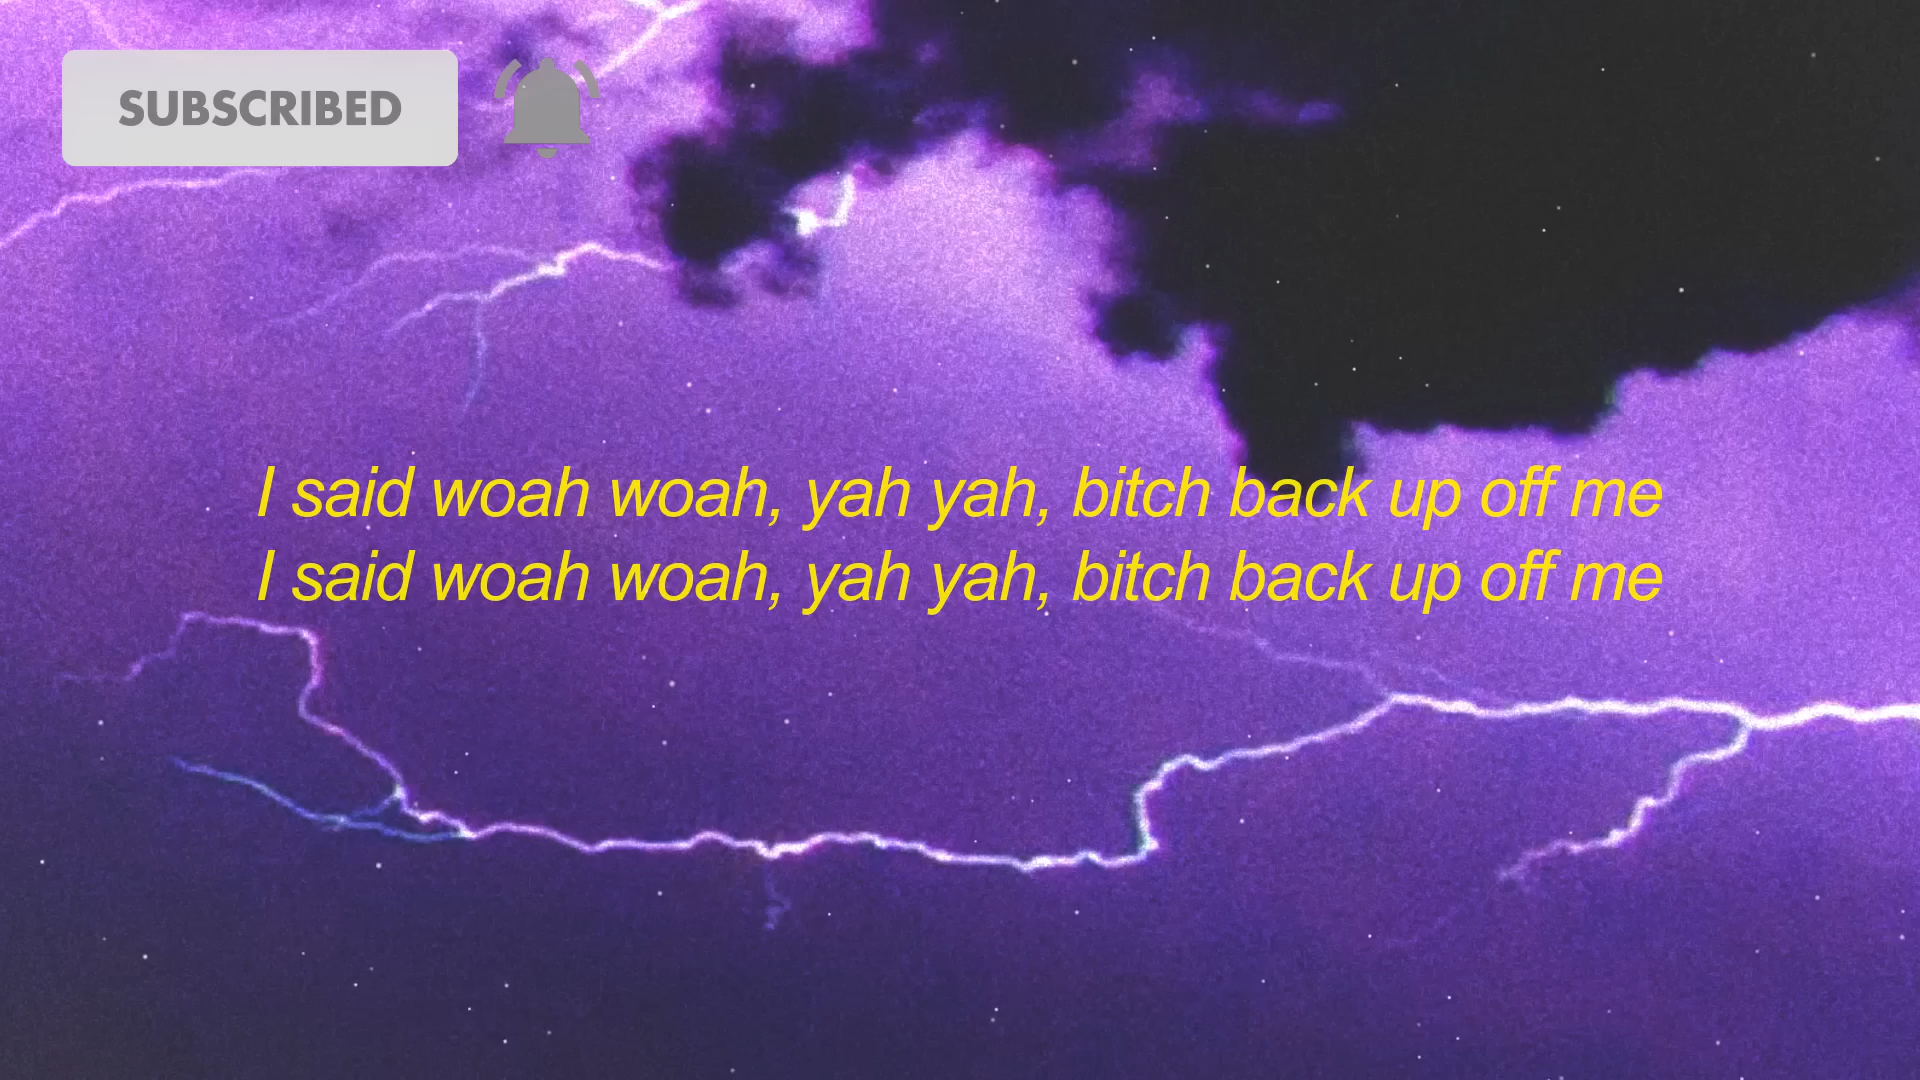 SUBSCRIBED
I said woah woah, yah yah, bitch back up off me
I said woah woah, yah yah, bitch back up off me